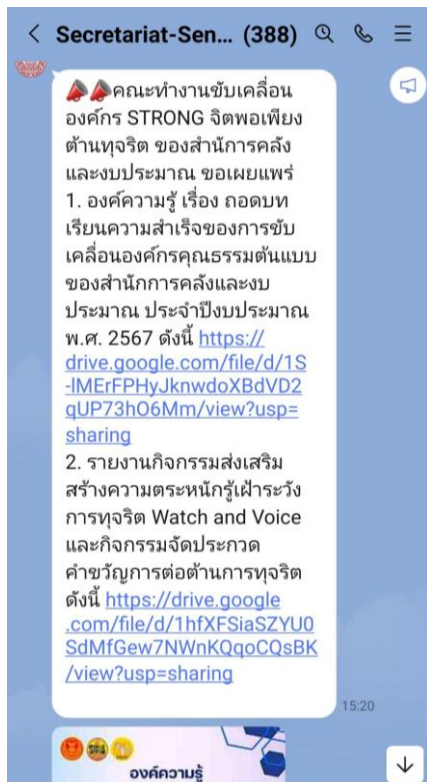 Secretariat-Sen... (388)
คณะทำงานขับเคลื่อน
องค์กร STRONG จิตพอเพียง
ต้านทุจริต ของสำนักการคลัง
และงบประมาณ ขอเผยแพร่
1. องค์ความรู้ เรื่อง ถอดบท
เรียนความสำเร็จของการขับ
เคลื่อนองค์กรคุณธรรมต้นแบบ
ของสำนักการคลังและงบ
ประมาณ ประจำปีงบประมาณ
พ.ศ. 2567 ดังนี้ https://
drive.google.com/file/d/1S
-lMErFPHyJknwdoXBdVD2
qUP73hO6Mm/view?usp=
sharing
2. รายงานกิจกรรมส่งเสริม
สร้างความตระหนักรู้เฝ้าระวัง
การทุจริต Watch and Voice
และกิจกรรมจัดประกวด
คำขวัญการต่อต้านการทุจริต
ดังนี้ https://drive.google
.com/file/d/1hfXFSiaSZYU0
SdMfGew7NWnKQqoCQsBK
/view?usp=sharing
15:20
องค์ความรู้